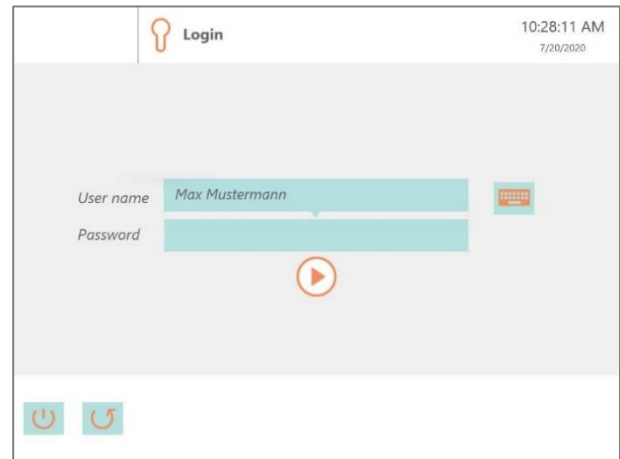 Login
10:28:11 AM
7/20/2020
User name Max Mustermann
Password